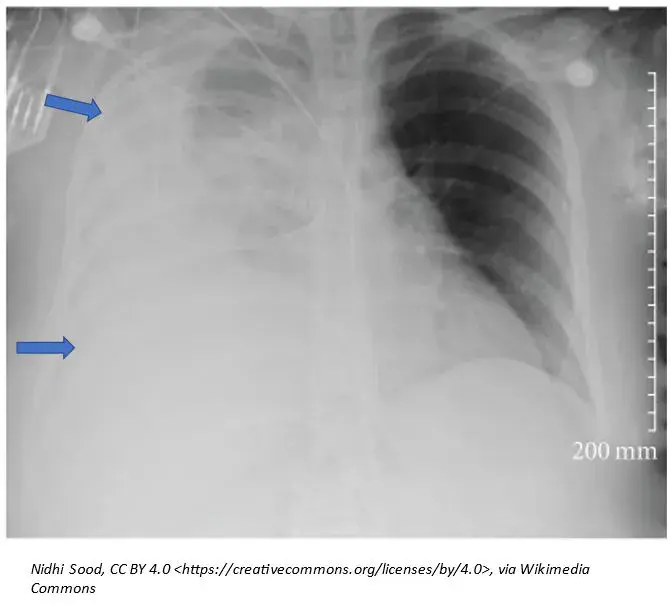 200 mm
Nidhi Sood, CC BY 4.0 <https://creativecommons.org/licenses/by/4.0>, via Wikimedia
Commons